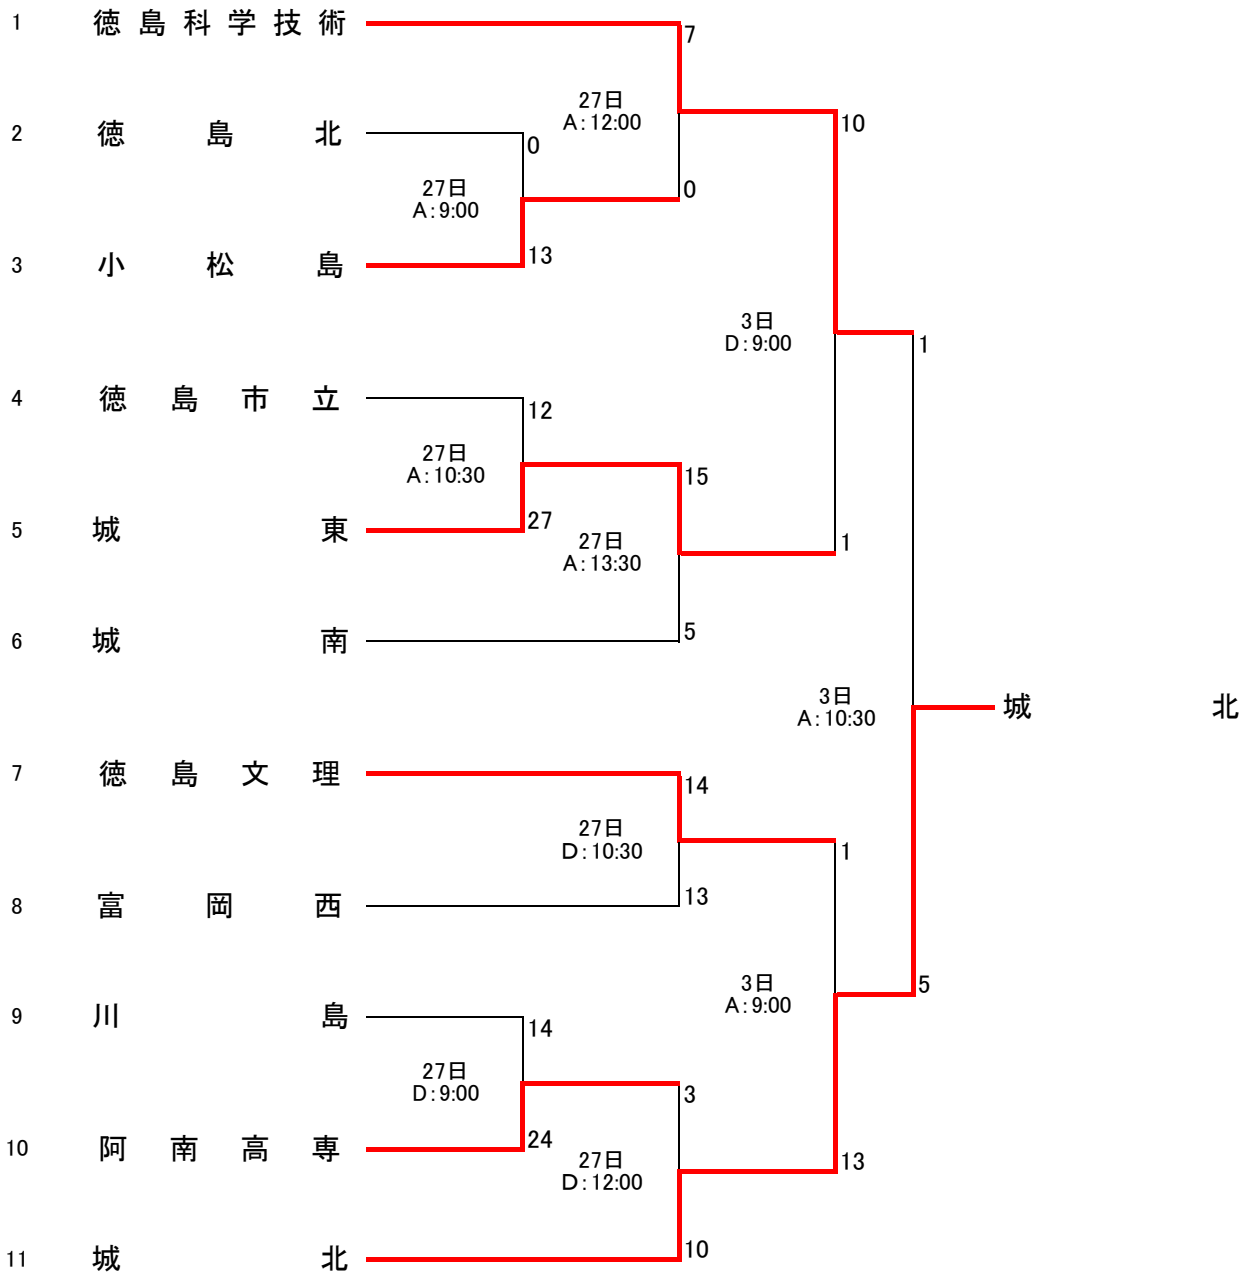 1 徳島科学技術
7
27日
A：12:00
10
2 徳島北
0
27日
A：9:00
0
3 小松島
13
3日
D：9:00
1
4 徳島市立
12
27日
A：10:30
15
5 城東
27
27日
A：13:30
1
6 城南
5
3日
A：10:30
城北
7 徳島文理
14
27日
D：10:30
1
8 富岡西
13
3日
A：9:00
5
9 川島
14
27日
D：9:00
3
10 阿南高専
24
27日
D：12:00
13
11 城北
10